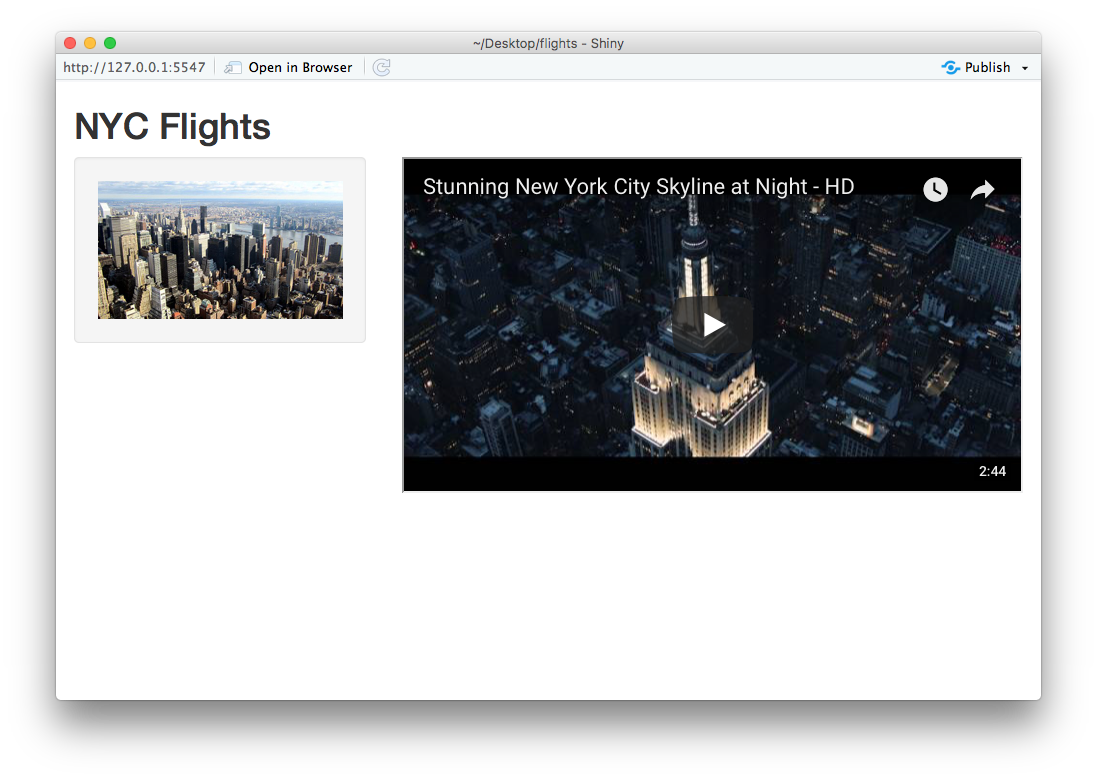 ~/Desktop/flights - Shiny
http://127.0.0.1:5547 Open in Browser Publish
NYC Flights
Stunning New York City Skyline at Night - HD
2:44